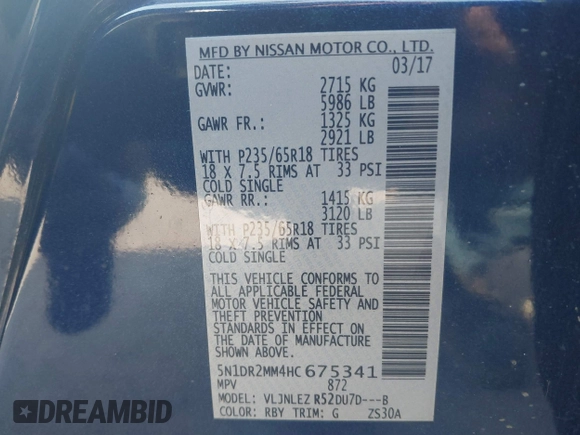 MFD BY NISSAN MOTOR CO., LTD.
DATE: 03/17
GVWR: 2715 KG
5986 LB
GAWR FR.: 1325 KG
2921 LB
WITH P235/65R18 TIRES
18 X 7.5 RIMS AT 33 PSI
COLD SINGLE
GAWR RR.: 1415 KG
3120 LB
WITH P235/65R18 TIRES
18 X 7.5 RIMS AT 33 PSI
COLD SINGLE
THIS VEHICLE CONFORMS TO
ALL APPLICABLE FEDERAL
MOTOR VEHICLE SAFETY AND
THEFT PREVENTION
STANDARDS IN EFFECT ON
THE DATE OF MANUFACTURE
SHOWN ABOVE.
5N1DR2MM4HC675341
MPV 872
MODEL: VLJNLEZ R52DU7D---B
COLOR: RBY TRIM: G ZS30A
DREAMBID